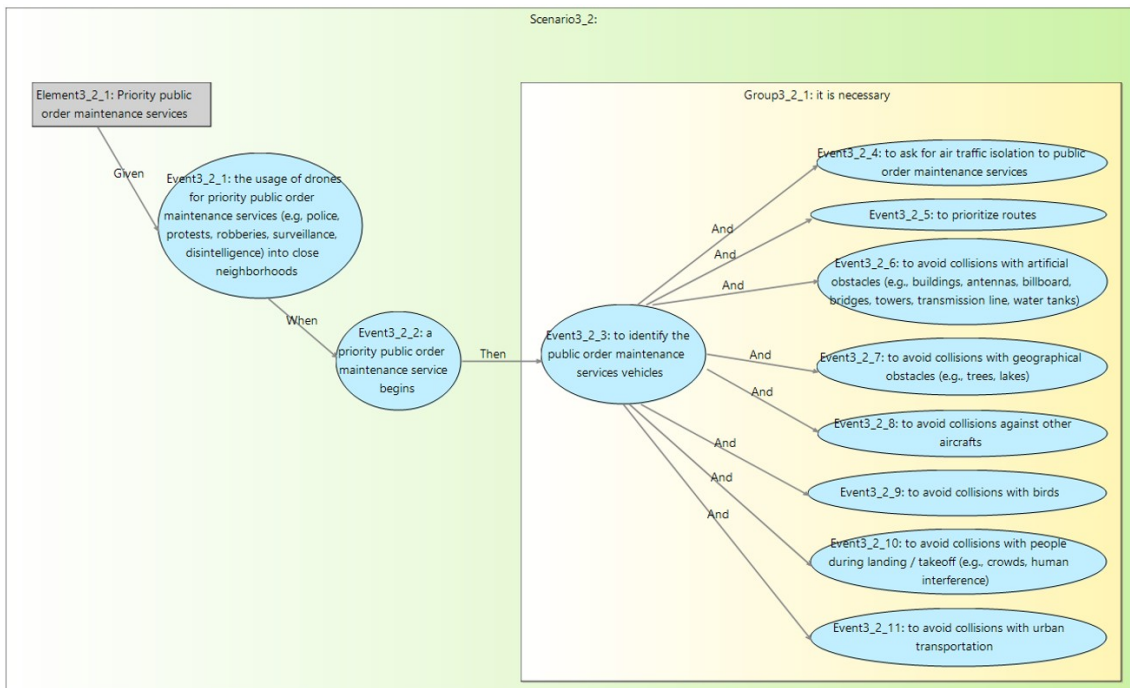 Scenario3_2:
Element3_2_1: Priority public
order maintenance services
Given
Event3_2_1: the usage of drones
for priority public order
maintenance services (e.g, police,
protests, robberies, surveillance,
disintelligence) into close
neighborhoods
When
Event3_2_2: a
priority public order
maintenance service
begins
Then
Group3_2_1: it is necessary
Event3_2_3: to identify the
public order maintenance
services vehicles
And
Event3_2_4: to ask for air traffic isolation to public
order maintenance services
And
Event3_2_5: to prioritize routes
And
Event3_2_6: to avoid collisions with artificial
obstacles (e.g., buildings, antennas, billboard,
bridges, towers, transmission line, water tanks)
And
Event3_2_7: to avoid collisions with geographical
obstacles (e.g., trees, lakes)
And
Event3_2_8: to avoid collisions against other
aircrafts
And
Event3_2_9: to avoid collisions with birds
And
Event3_2_10: to avoid collisions with people
during landing / takeoff (e.g., crowds, human
interference)
And
Event3_2_11: to avoid collisions with urban
transportation